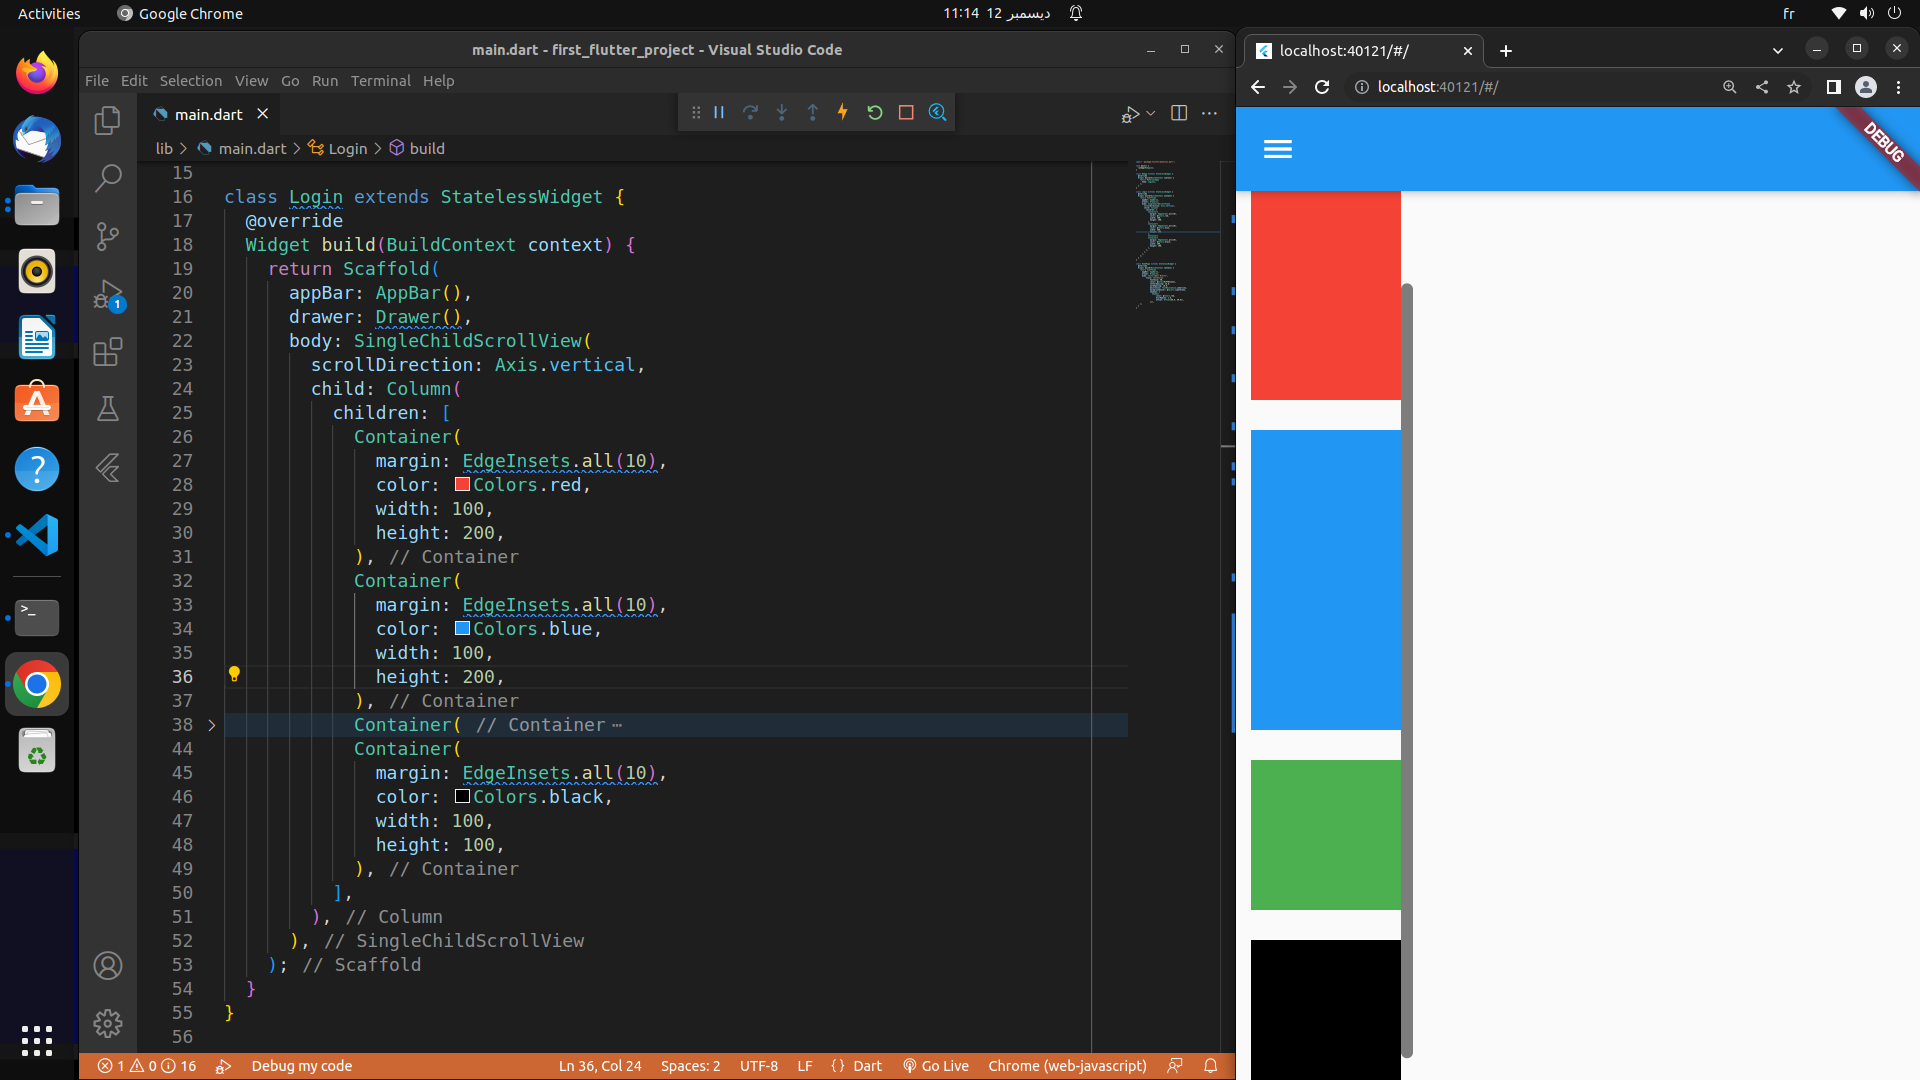 Activities
Google Chrome
11:14 12 ديسمبر
fr
main.dart - first_flutter_project - Visual Studio Code
File Edit Selection View Go Run Terminal Help
main.dart
lib > main.dart > Login > build
15
16 class Login extends StatelessWidget {
17 @override
18 Widget build(BuildContext context) {
19 return Scaffold(
20 appBar: AppBar(),
21 drawer: Drawer(),
22 body: SingleChildScrollView(
23 scrollDirection: Axis.vertical,
24 child: Column(
25 children: [
26 Container(
27 margin: EdgeInsets.all(10),
28 color: Colors.red,
29 width: 100,
30 height: 200,
31 ), // Container
32 Container(
33 margin: EdgeInsets.all(10),
34 color: Colors.blue,
35 width: 100,
36 height: 200,
37 ), // Container
38 Container( // Container ⋯
44 Container(
45 margin: EdgeInsets.all(10),
46 color: Colors.black,
47 width: 100,
48 height: 100,
49 ), // Container
50 ],
51 ), // Column
52 ), // SingleChildScrollView
53 ); // Scaffold
54 }
55 }
56
1
1 0 16 Debug my code Ln 36, Col 24 Spaces: 2 UTF-8 LF {} Dart Go Live Chrome (web-javascript)
localhost:40121/#/
localhost:40121/#/
DEBUG